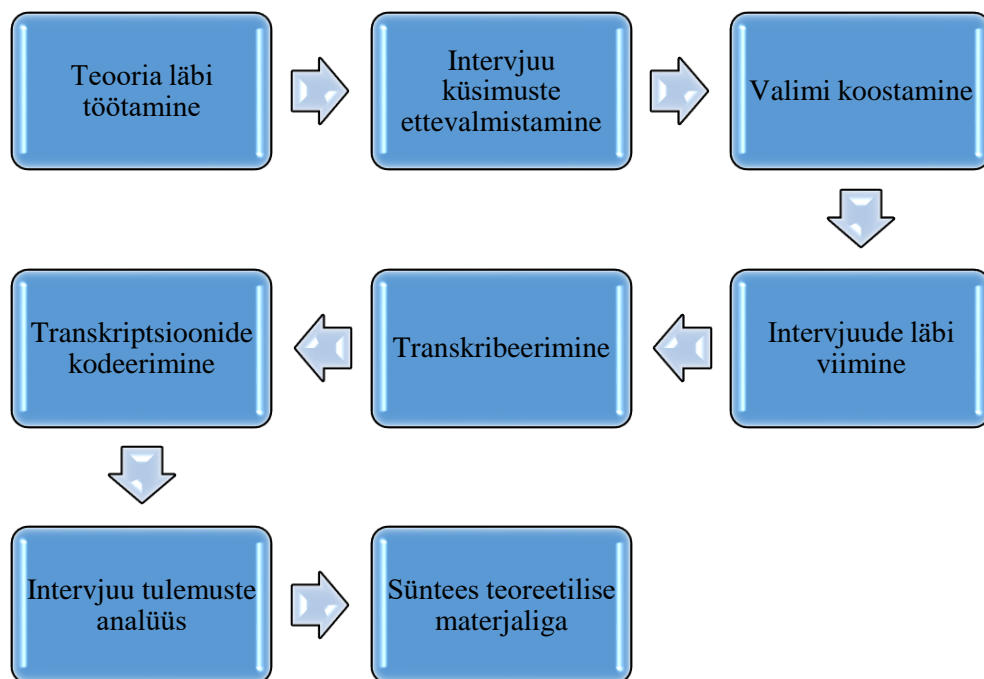 Teooria läbi
töötamine
Intervjuu
küsimuste
ettevalmistamine
Valimi koostamine
Intervjuude läbi
viimine
Transkribeerimine
Transkriptsioonide
kodeerimine
Intervjuu tulemuste
analüüs
Süntees teoreetilise
materjaliga